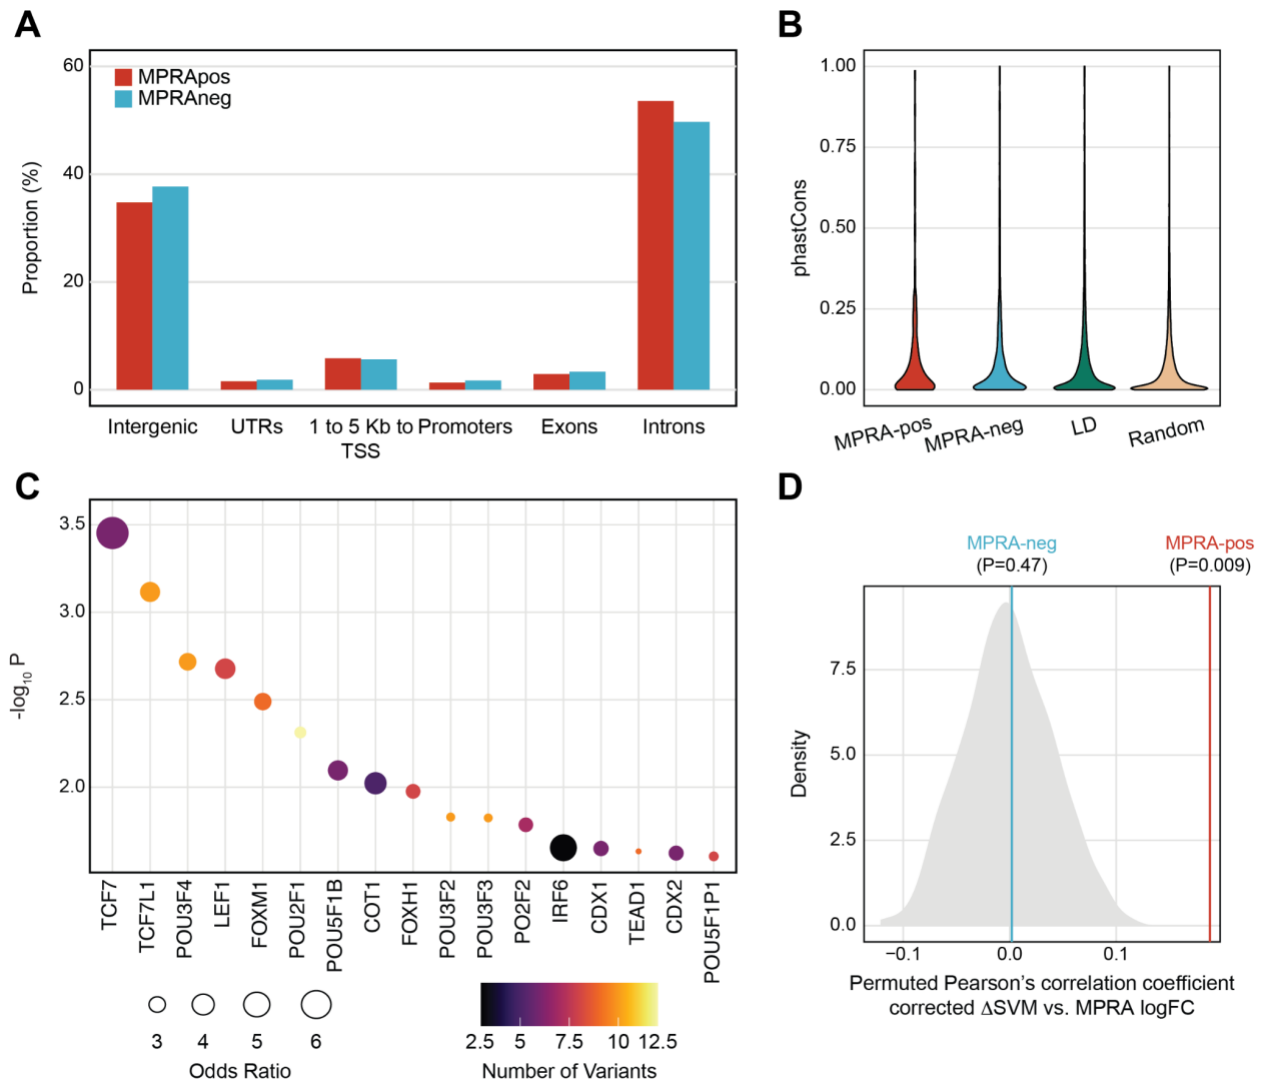 A
60
40
20
0
Proportion (%)
MPRApos
MPRAneg
Intergenic
UTRs
1 to 5 Kb to
TSS
Promoters
Exons
Introns
B
1.00
0.75
0.50
0.25
0.00
phastCons
MPRA-pos
MPRA-neg
LD
Random
C
3.5
3.0
2.5
2.0
-log10 P
TCF7
TCF7L1
POU3F4
LEF1
FOXM1
POU2F1
POU5F1B
COT1
FOXH1
POU3F2
POU3F3
PO2F2
IRF6
CDX1
TEAD1
CDX2
POU5F1P1
3 4 5 6
Odds Ratio
2.5 5 7.5 10 12.5
Number of Variants
D
MPRA-neg
(P=0.47)
MPRA-pos
(P=0.009)
7.5
5.0
2.5
0.0
Density
−0.1 0.0 0.1
Permuted Pearson’s correlation coefficient
corrected ΔSVM vs. MPRA logFC